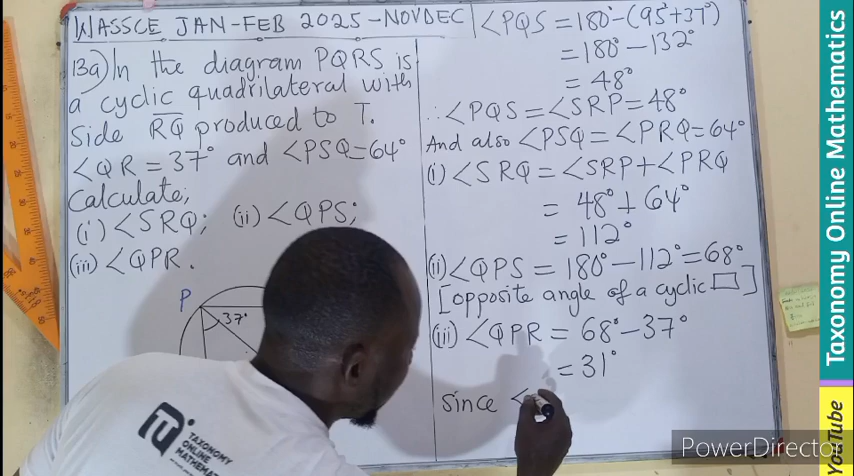 WASSCE JAN-FEB 2025-NOVDEC
13a) In the diagram PQRS is
a cyclic quadrilateral with
Side RQ produced to T.
<QR = 37° and <PSQ=64°
Calculate;
(i) <SRQ; (ii) <QPS;
(iii) <QPR.
P
37°
<PQS = 180°-(95°+37°)
= 180° - 132°
= 48°
∴ <PQS = <SRP = 48°
And also <PSQ = <PRQ = 64°
(i) <SRQ = <SRP + <PRQ
= 48° + 64°
= 112°
(ii) <QPS = 180° - 112° = 68°
[opposite angle of a cyclic □]
(iii) <QPR = 68° - 37°
= 31°
since <
TAXONOMY
ONLINE
MATHEMAT
Taxonomy Online Mathematics
YouTube
PowerDirector